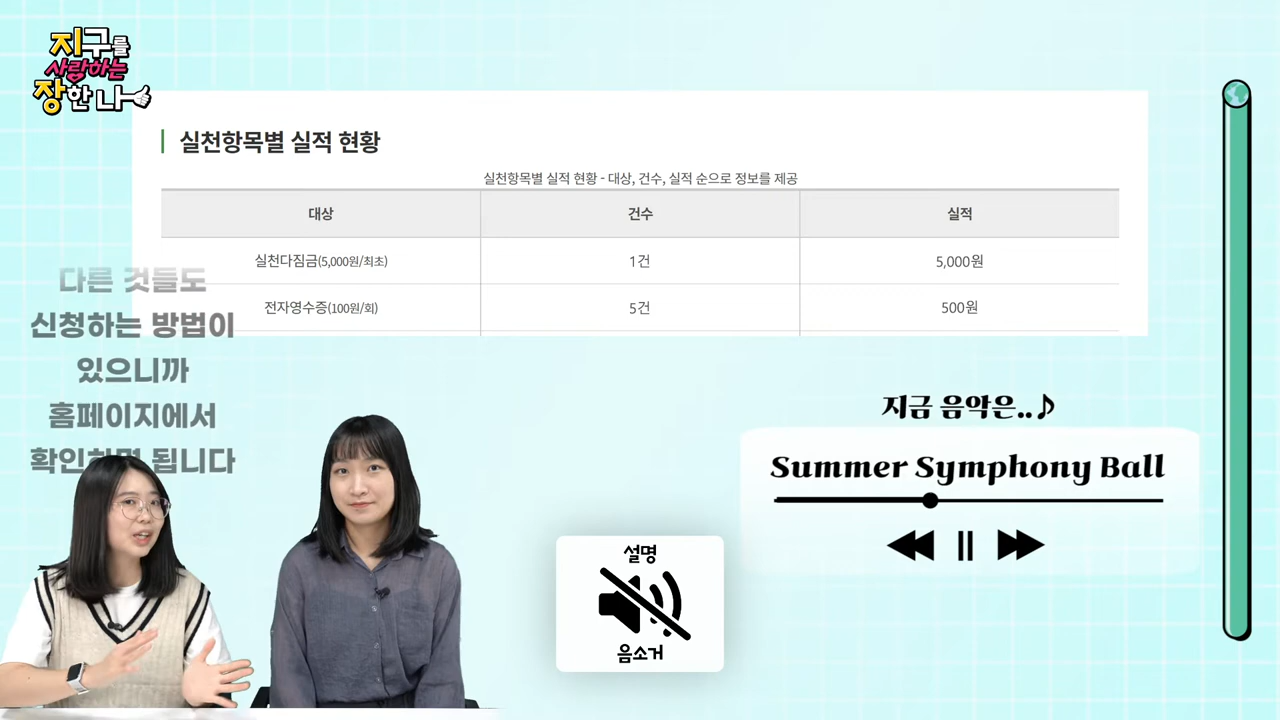 지구를
사랑하는
장한 나
실천항목별 실적 현황
실천항목별 실적 현황 - 대상, 건수, 실적 순으로 정보를 제공
대상 건수 실적
실천다짐금(5,000원/최초) 1건 5,000원
전자영수증(100원/회) 5건 500원
다른 것들도
신청하는 방법이
있으니까
홈페이지에서
확인하면 됩니다
지금 음악은..♪
Summer Symphony Ball
설명
음소거